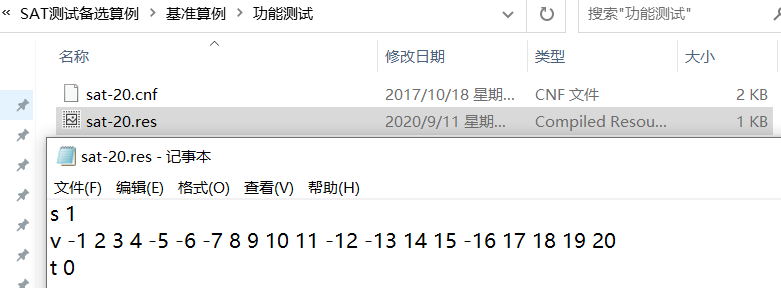 « SAT测试备选算例 › 基准算例 › 功能测试
搜索"功能测试"
名称 修改日期 类型 大小
sat-20.cnf 2017/10/18 星期... CNF 文件 2 KB
sat-20.res 2020/9/11 星期... Compiled Resou... 1 KB
sat-20.res - 记事本
文件(F) 编辑(E) 格式(O) 查看(V) 帮助(H)
s 1
v -1 2 3 4 -5 -6 -7 8 9 10 11 -12 -13 14 15 -16 17 18 19 20
t 0